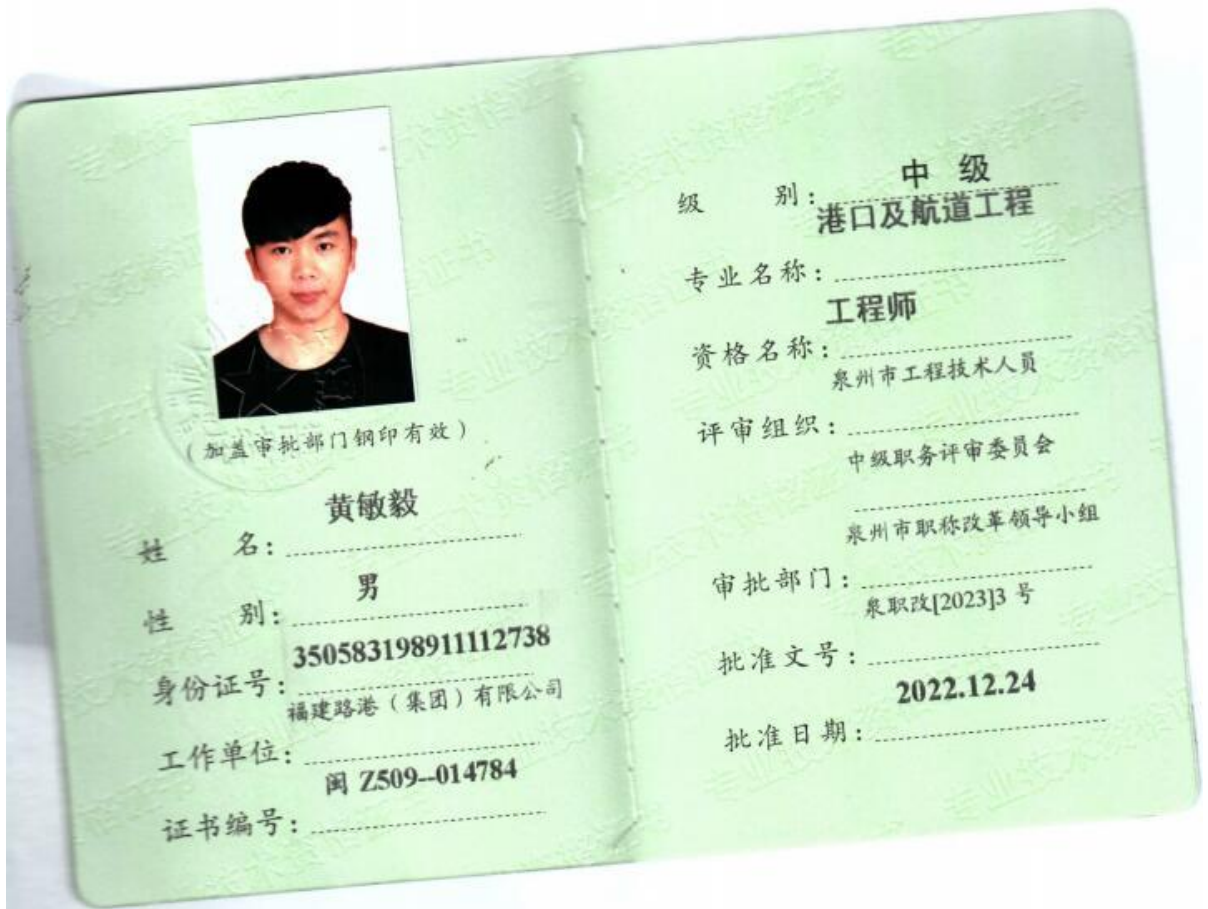 (加盖审批部门钢印有效)
黄敏毅
姓 名:
男
性 别:
350583198911112738
身份证号:
福建路港(集团)有限公司
工作单位:
闽 Z509--014784
证书编号:
中 级
级 别:
港口及航道工程
专业名称:
工程师
资格名称:
泉州市工程技术人员
评审组织:
中级职务评审委员会
泉州市职称改革领导小组
审批部门:
泉职改[2023]3 号
批准文号:
2022.12.24
批准日期: